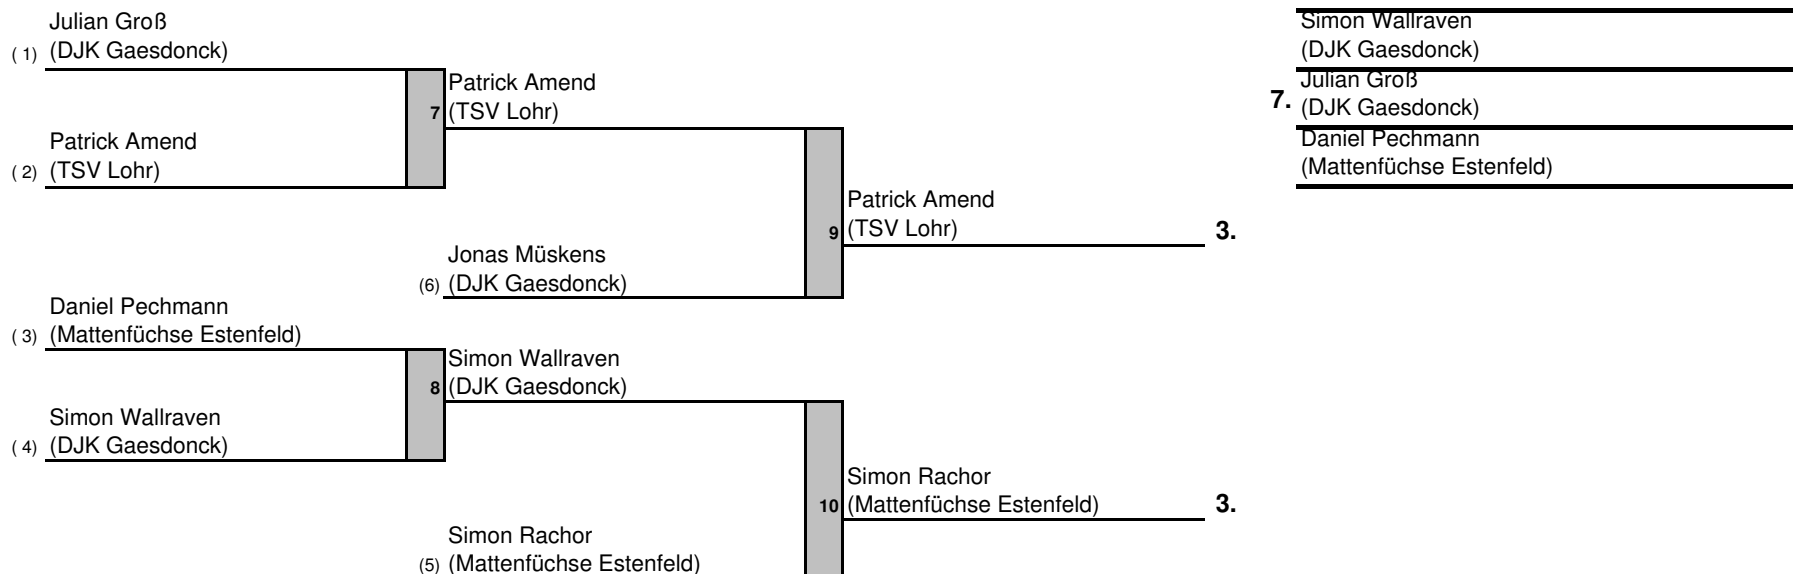 Julian Groß
( 1) (DJK Gaesdonck)
Patrick Amend
7 (TSV Lohr)
Patrick Amend
( 2) (TSV Lohr)
Patrick Amend
9 (TSV Lohr) 3.
Jonas Müskens
(6) (DJK Gaesdonck)
Daniel Pechmann
( 3) (Mattenfüchse Estenfeld)
Simon Wallraven
8 (DJK Gaesdonck)
Simon Wallraven
( 4) (DJK Gaesdonck)
Simon Rachor
10 (Mattenfüchse Estenfeld) 3.
Simon Rachor
(5) (Mattenfüchse Estenfeld)
Simon Wallraven
(DJK Gaesdonck)
Julian Groß
7. (DJK Gaesdonck)
Daniel Pechmann
(Mattenfüchse Estenfeld)